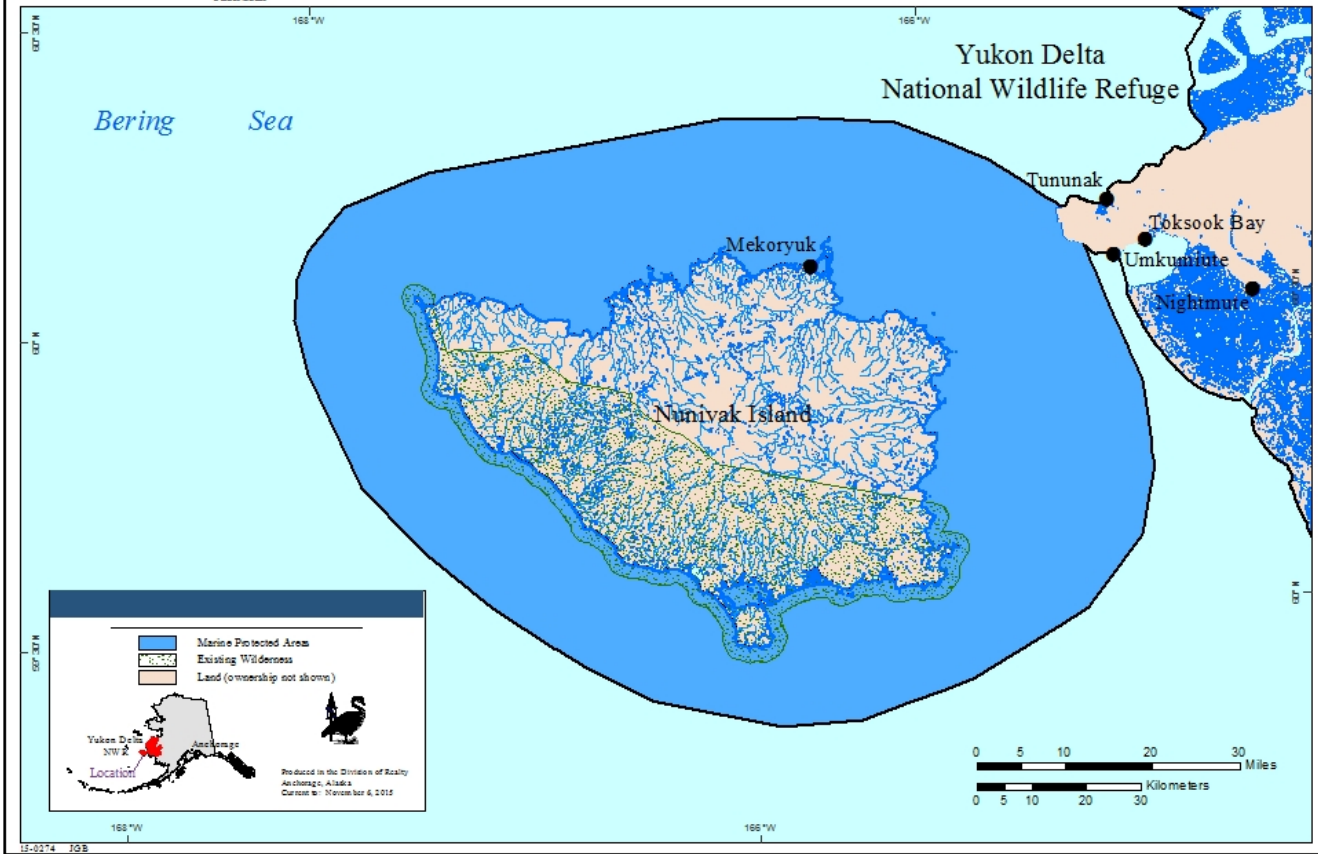 168°W
166°W
Yukon Delta
National Wildlife Refuge
Bering Sea
Tununak
Toksook Bay
Mekoryuk
Umkumiute
Nightmute
Nunivak Island
Marine Protected Areas
Existing Wilderness
Land (ownership not shown)
Yukon Delta
NWR
Anchorage
Location
Produced in the Division of Realty
Anchorage, Alaska
Current to: November 6, 2015
0 5 10 20 30
Miles
Kilometers
0 5 10 20 30
60°N
168°W
166°W
15-0274 JGB